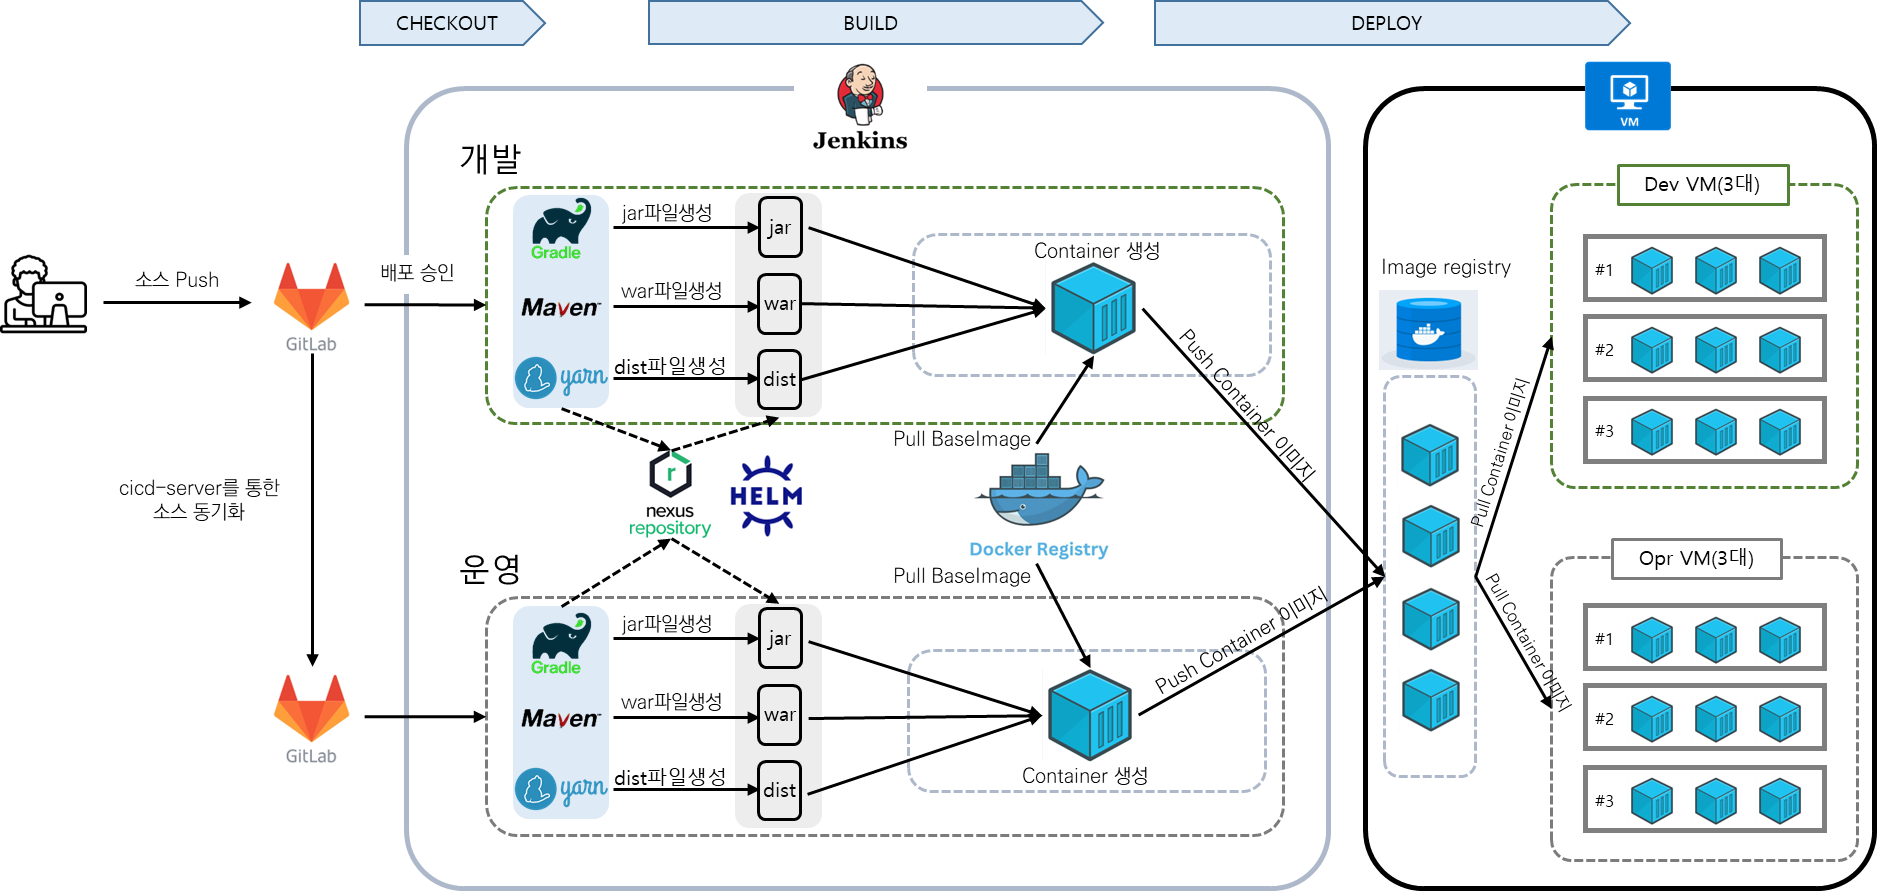 CHECKOUT
BUILD
DEPLOY
Jenkins
VM
개발
Gradle
Maven
yarn
jar파일생성
war파일생성
dist파일생성
jar
war
dist
Container 생성
소스 Push
GitLab
배포 승인
cicd-server를 통한
소스 동기화
GitLab
nexus
repository
HELM
Pull BaseImage
Docker Registry
Pull BaseImage
운영
Gradle
Maven
yarn
jar파일생성
war파일생성
dist파일생성
jar
war
dist
Container 생성
Push Container 이미지
Push Container 이미지
Image registry
Pull Container 이미지
Pull Container 이미지
Dev VM(3대)
#1
#2
#3
Opr VM(3대)
#1
#2
#3